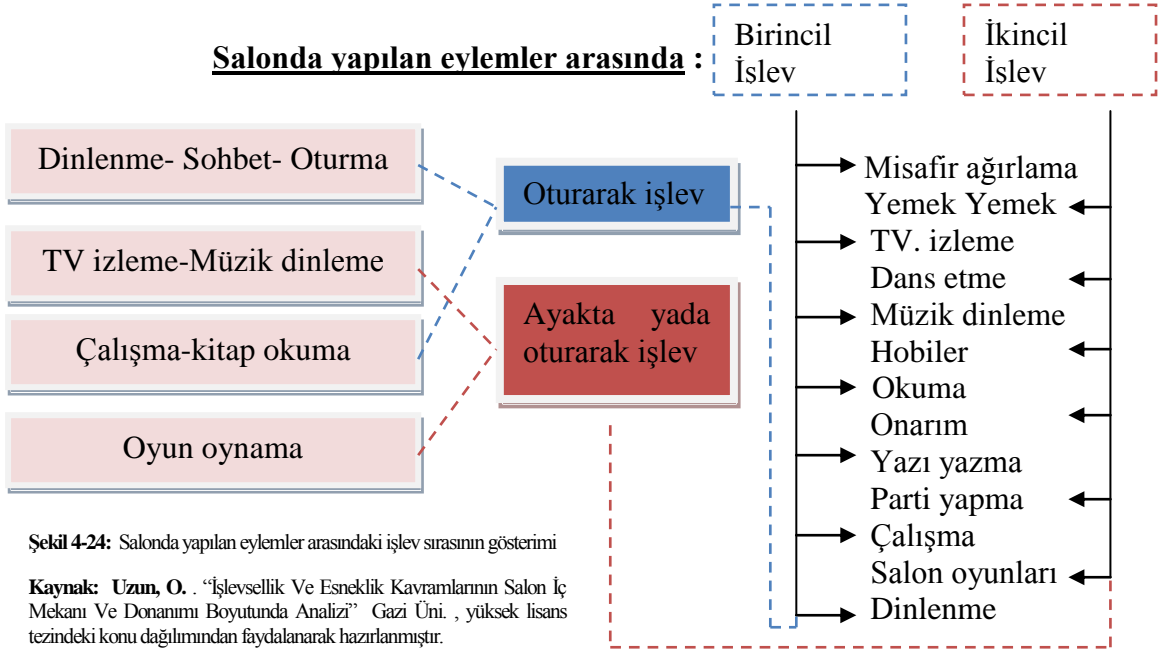 Salonda yapılan eylemler arasında :
Birincil
İşlev
İkincil
İşlev
Dinlenme- Sohbet- Oturma
TV izleme-Müzik dinleme
Çalışma-kitap okuma
Oyun oynama
Oturarak işlev
Ayakta yada
oturarak işlev
Misafir ağırlama
Yemek Yemek
TV. izleme
Dans etme
Müzik dinleme
Hobiler
Okuma
Onarım
Yazı yazma
Parti yapma
Çalışma
Salon oyunları
Dinlenme
Şekil 4-24: Salonda yapılan eylemler arasındaki işlev sırasının gösterimi
Kaynak: Uzun, O. . “İşlevsellik Ve Esneklik Kavramlarının Salon İç
Mekanı Ve Donanımı Boyutunda Analizi” Gazi Üni. , yüksek lisans
tezindeki konu dağılımından faydalanarak hazırlanmıştır.